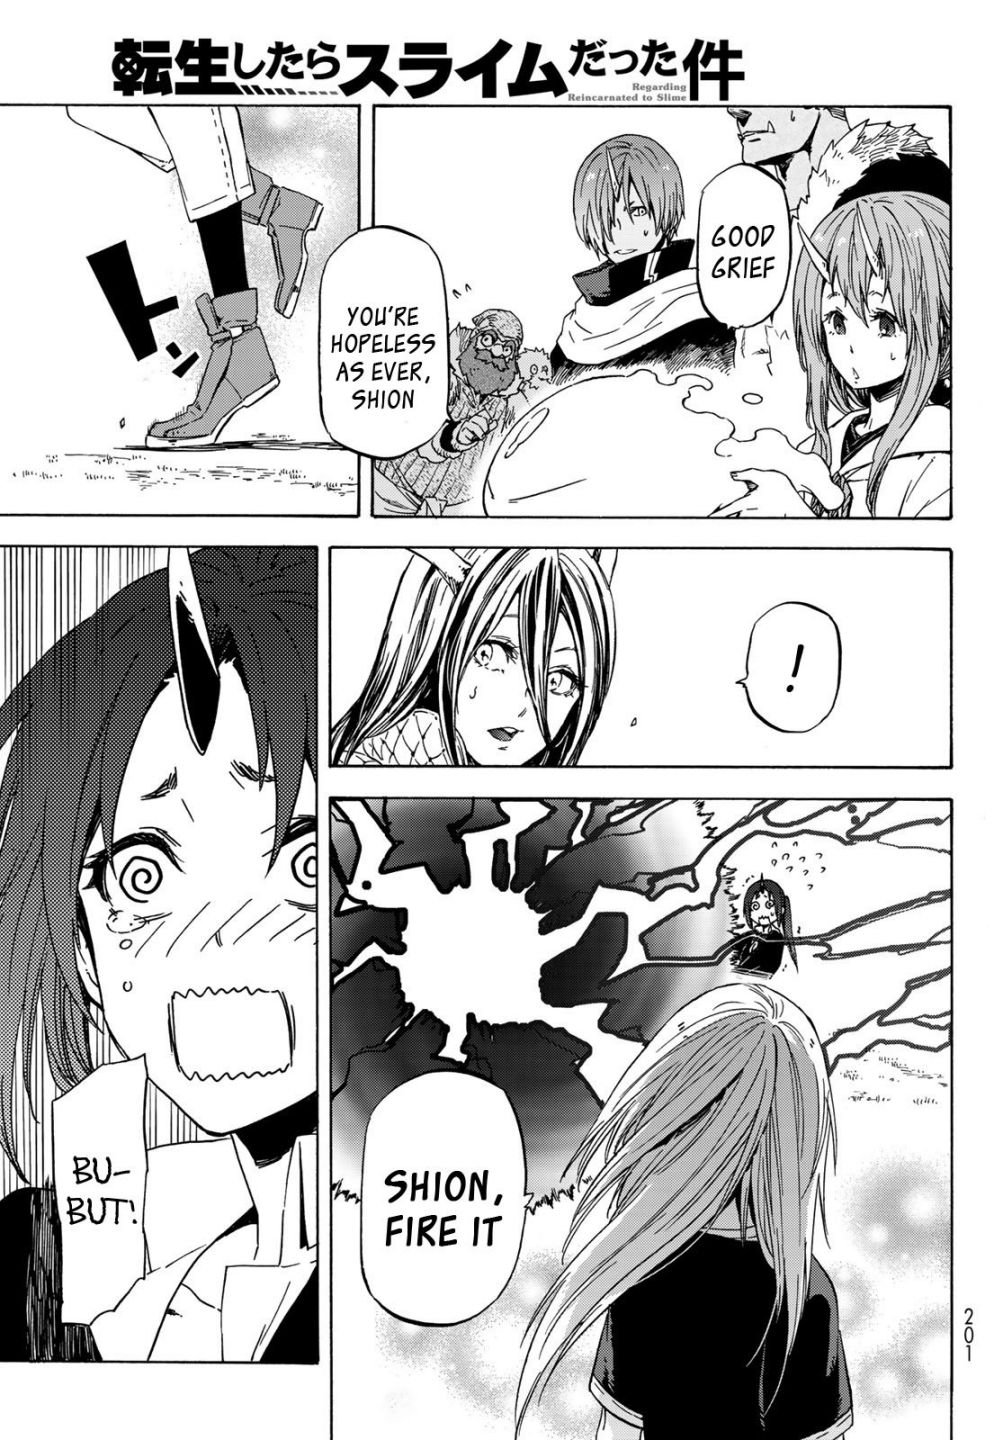 転生したらスライムだった件
Regarding
Reincarnated to Slime
GOOD
GRIEF
YOU'RE
HOPELESS
AS EVER,
SHION
トン
!
SHION,
FIRE IT
BU-
BUT!
201